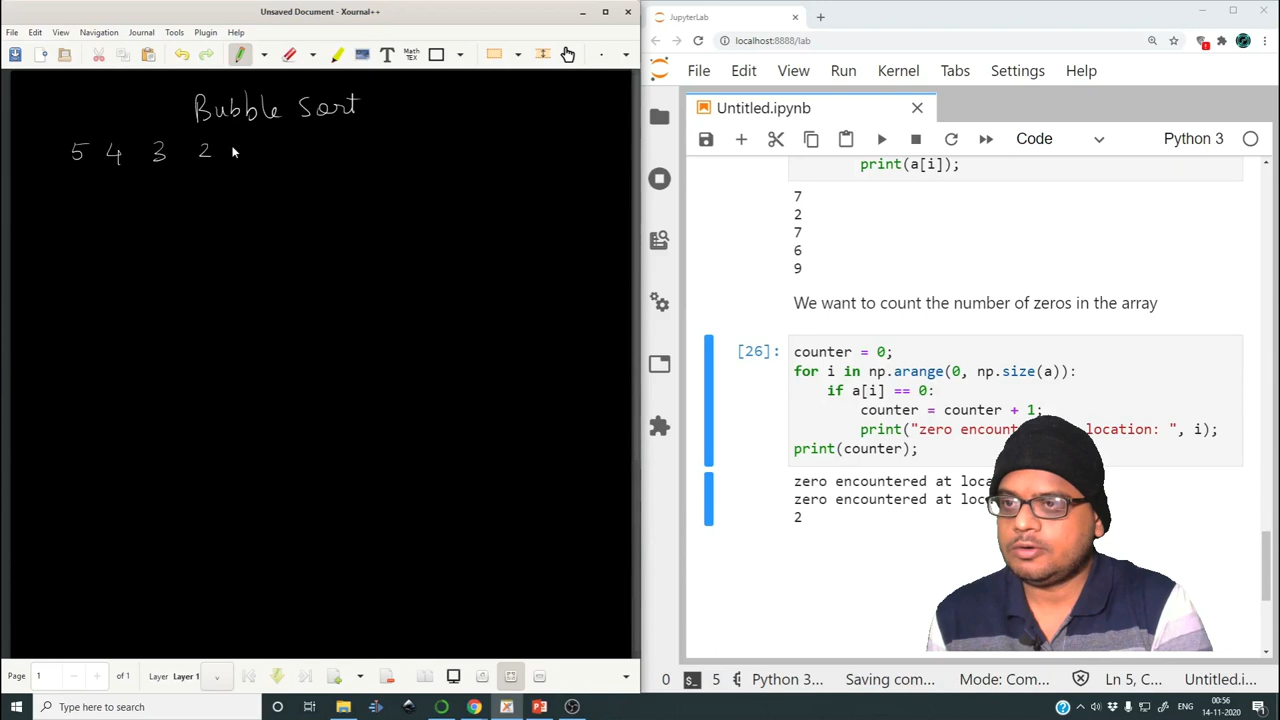 Unsaved Document - Xournal++
File Edit View Navigation Journal Tools Plugin Help
T Math TEX
Bubble Sort
5 4 3 2
Page 1 of 1 Layer Layer 1
JupyterLab
localhost:8888/lab
File Edit View Run Kernel Tabs Settings Help
Untitled.ipynb
Code Python 3
print(a[i]);
7
2
7
6
9
We want to count the number of zeros in the array
[26]:
counter = 0;
for i in np.arange(0, np.size(a)):
if a[i] == 0:
counter = counter + 1;
print("zero encount location: ", i);
print(counter);
zero encountered at loca
zero encountered at loc
2
0 5 Python 3... Saving com... Mode: Com... Ln 5, C... Untitled.i...
Type here to search
00:56
14-11-2020